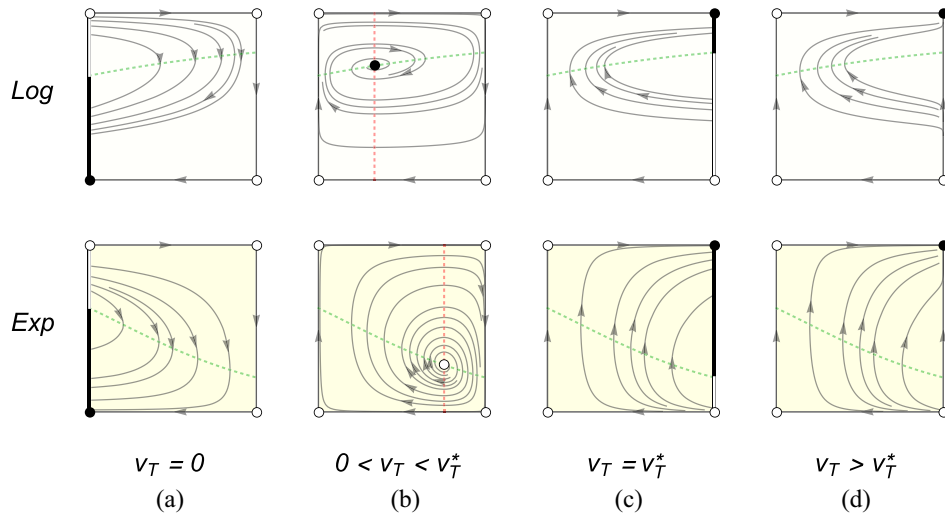 Log
Exp
v_T = 0
0 < v_T < v_T^*
v_T = v_T^*
v_T > v_T^*
(a)
(b)
(c)
(d)